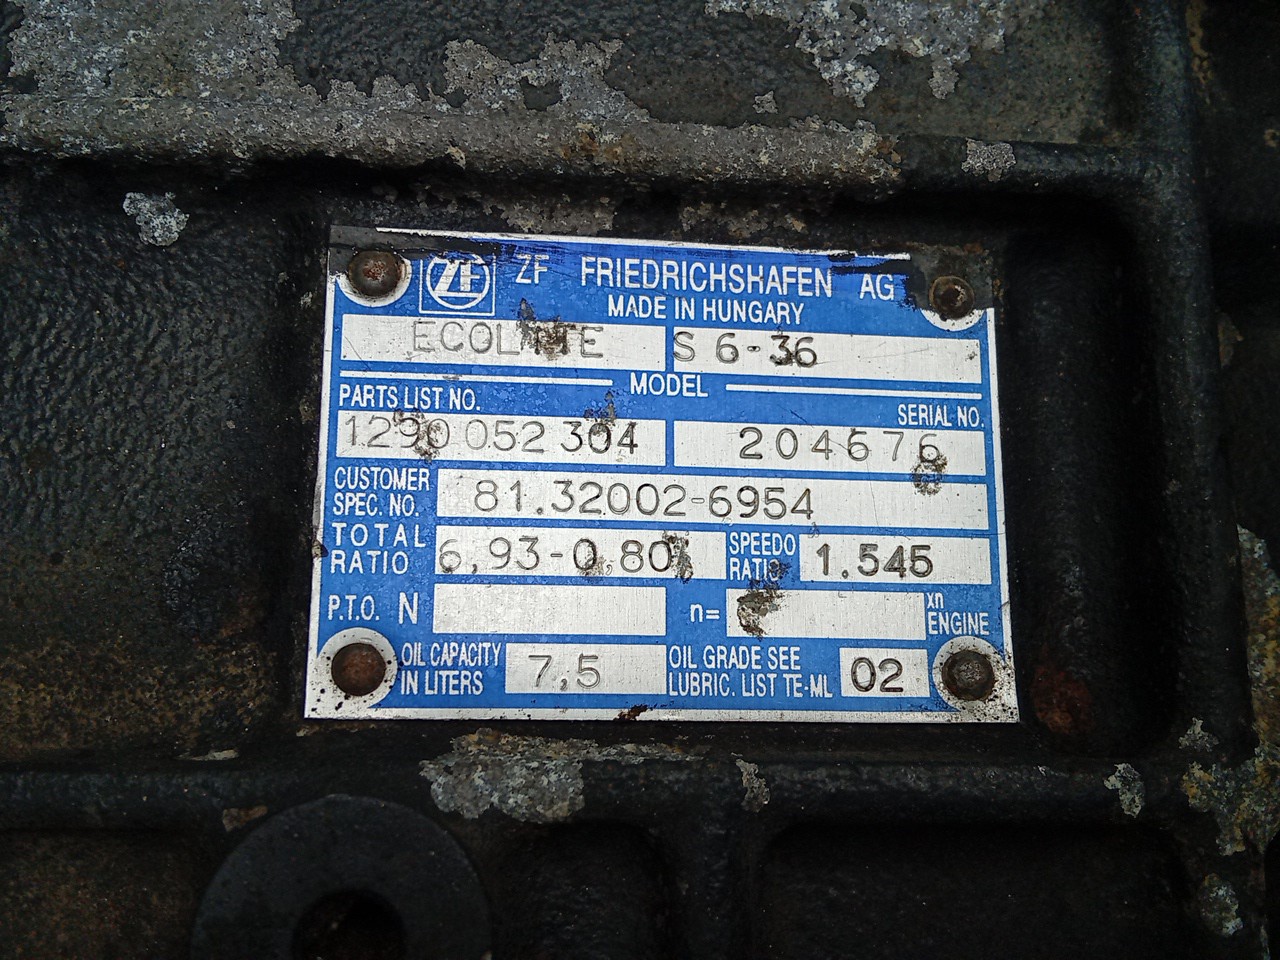 ZF ZF FRIEDRICHSHAFEN AG
MADE IN HUNGARY
ECOLITE S 6-36
MODEL
PARTS LIST NO. SERIAL NO.
1290 052 304 204676
CUSTOMER SPEC. NO. 81.32002-6954
TOTAL RATIO 6,93-0,80 SPEEDO RATIO 1.545
P.T.O. N n= xn ENGINE
OIL CAPACITY IN LITERS 7,5 OIL GRADE SEE LUBRIC. LIST TE-ML 02